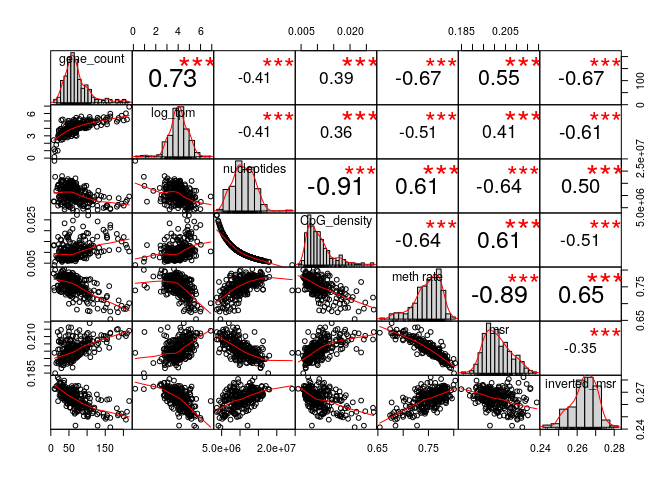 0 1 2 3 4 5 6 0.005 0.020 0.185 0.205
gene_count 0.73 *** -0.41 *** 0.39 *** -0.67 *** 0.55 *** -0.67 *** 0 100
0 3 6 log_tpm -0.41 *** 0.36 *** -0.51 *** 0.41 *** -0.61 ***
nucleotides -0.91 *** 0.61 *** -0.64 *** 0.50 *** 5.0e+06 2.5e+07
0.005 0.025 CpG_density -0.64 *** 0.61 *** -0.51 ***
meth rate -0.89 *** 0.65 *** 0.65 0.75
0.185 0.210 msr -0.35 ***
inverted_msr 0.24 0.27
0 50 150 5.0e+06 2.0e+07 0.65 0.75 0.24 0.26 0.28